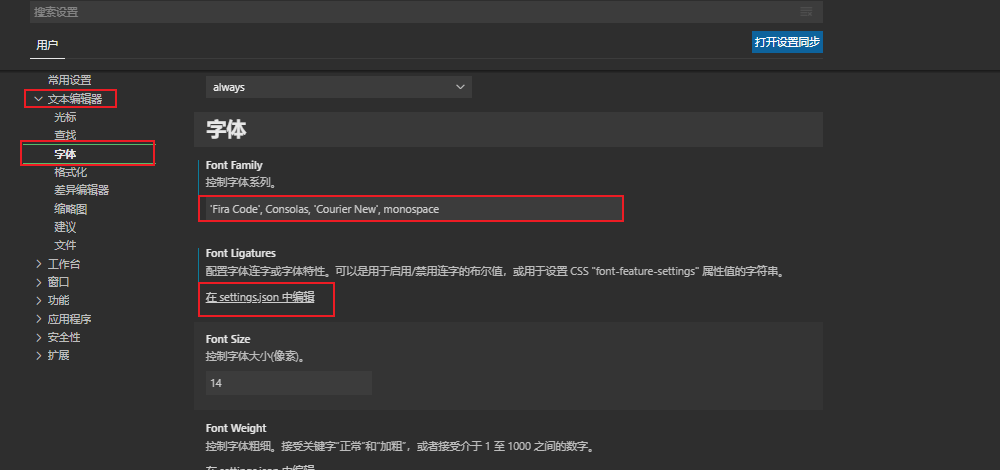 搜索设置
用户
打开设置同步
常用设置
文本编辑器
光标
查找
字体
格式化
差异编辑器
缩略图
建议
文件
工作台
窗口
功能
应用程序
安全性
扩展
always
字体
Font Family
控制字体系列。
'Fira Code', Consolas, 'Courier New', monospace
Font Ligatures
配置字体连字或字体特性。可以是用于启用/禁用连字的布尔值，或用于设置 CSS "font-feature-settings" 属性值的字符串。
在 settings.json 中编辑
Font Size
控制字体大小(像素)。
14
Font Weight
控制字体粗细。接受关键字"正常"和"加粗"，或者接受介于 1 至 1000 之间的数字。
在 settings.json 中编辑